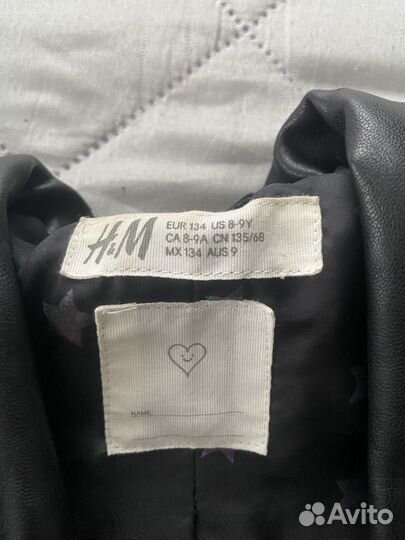 H&M
EUR 134 US 8-9Y
CA 8-9A CN 135/68
MX 134 AUS 9
NAME:
Avito